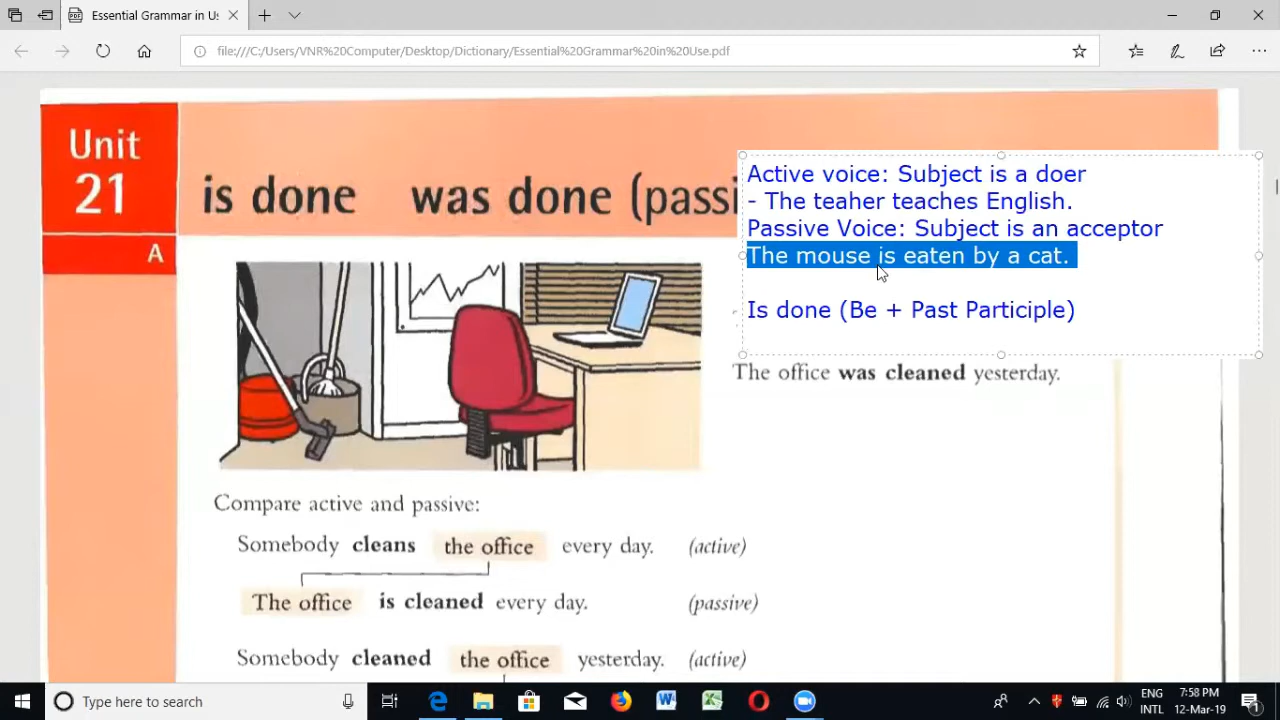 Essential Grammar in Us
file:///C:/Users/VNR%20Computer/Desktop/Dictionary/Essential%20Grammar%20in%20Use.pdf
Unit
21
is done was done (passi
A
Active voice: Subject is a doer
- The teaher teaches English.
Passive Voice: Subject is an acceptor
The mouse is eaten by a cat.
Is done (Be + Past Participle)
The office was cleaned yesterday.
Compare active and passive:
Somebody cleans the office every day. (active)
The office is cleaned every day. (passive)
Somebody cleaned the office yesterday. (active)
Type here to search
ENG
INTL
7:58 PM
12-Mar-19
1